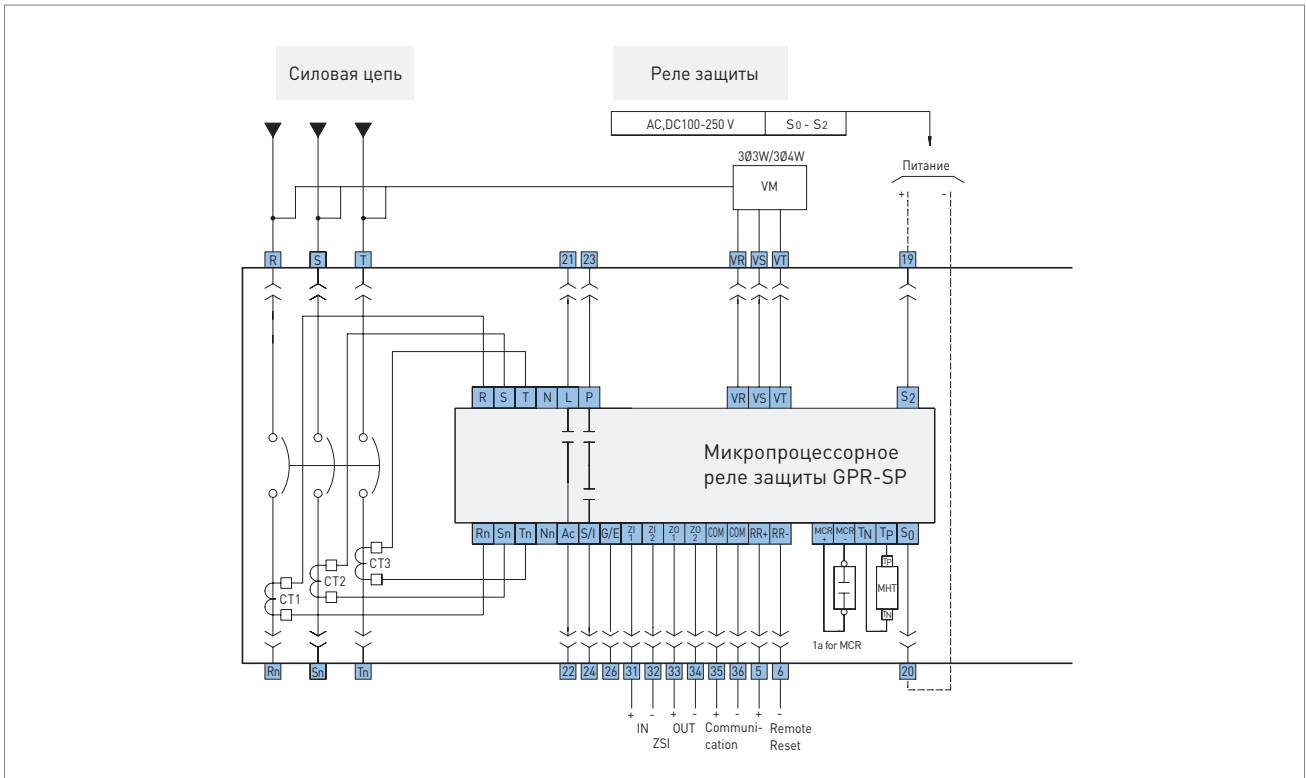 Силовая цепь
Реле защиты
AC,DC100-250 V
S0 - S2
3Ø3W/3Ø4W
VM
Питание
+ -
R S T 21 23 VR VS VT 19
R S T N L P VR VS VT S2
Микропроцессорное
реле защиты GPR-SP
Rn Sn Tn Nn Ac S/I G/E ZI 1 ZI 2 ZO 1 ZO 2 COM COM RR+ RR- MCR + MCR - TN TP S0
CT1
CT2
CT3
TP
MHT
TN
1a for MCR
Rn Sn Tn 22 24 26 31 32 33 34 35 36 5 6 20
+ - + - + - + -
IN OUT Communi- Remote
ZSI cation Reset